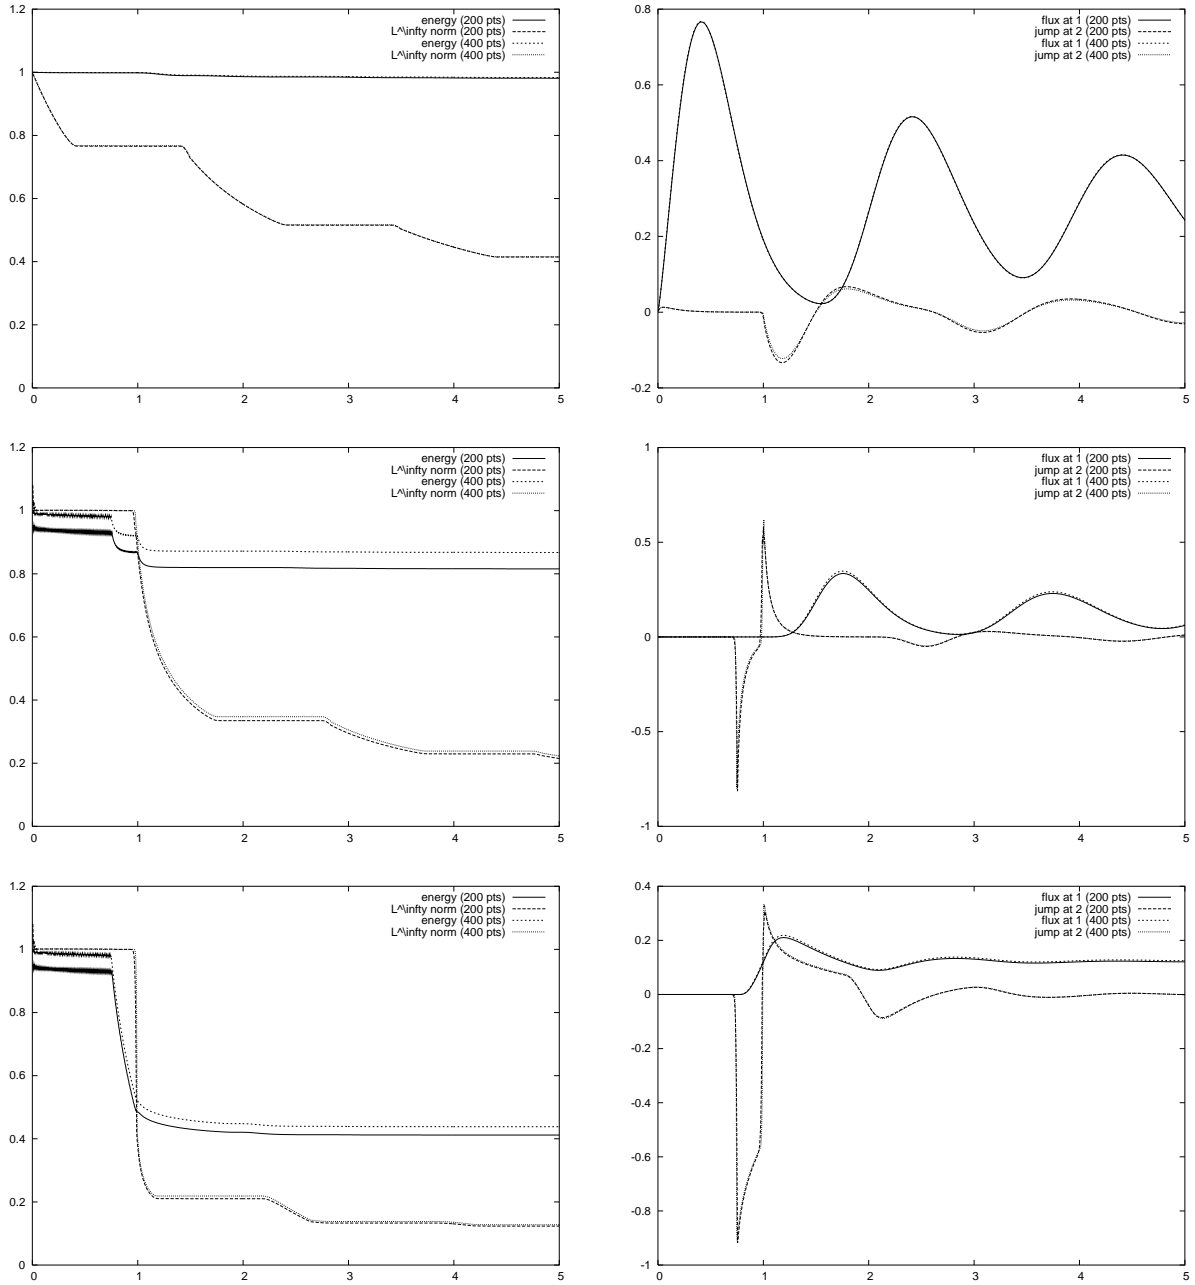 1.2
1
0.8
0.6
0.4
0.2
0
0 1 2 3 4 5
energy (200 pts)
L^\infty norm (200 pts)
energy (400 pts)
L^\infty norm (400 pts)
0.8
0.6
0.4
0.2
0
-0.2
0 1 2 3 4 5
flux at 1 (200 pts)
jump at 2 (200 pts)
flux at 1 (400 pts)
jump at 2 (400 pts)
1.2
1
0.8
0.6
0.4
0.2
0
0 1 2 3 4 5
energy (200 pts)
L^\infty norm (200 pts)
energy (400 pts)
L^\infty norm (400 pts)
1
0.5
0
-0.5
-1
0 1 2 3 4 5
flux at 1 (200 pts)
jump at 2 (200 pts)
flux at 1 (400 pts)
jump at 2 (400 pts)
1.2
1
0.8
0.6
0.4
0.2
0
0 1 2 3 4 5
energy (200 pts)
L^\infty norm (200 pts)
energy (400 pts)
L^\infty norm (400 pts)
0.4
0.2
0
-0.2
-0.4
-0.6
-0.8
-1
0 1 2 3 4 5
flux at 1 (200 pts)
jump at 2 (200 pts)
flux at 1 (400 pts)
jump at 2 (400 pts)